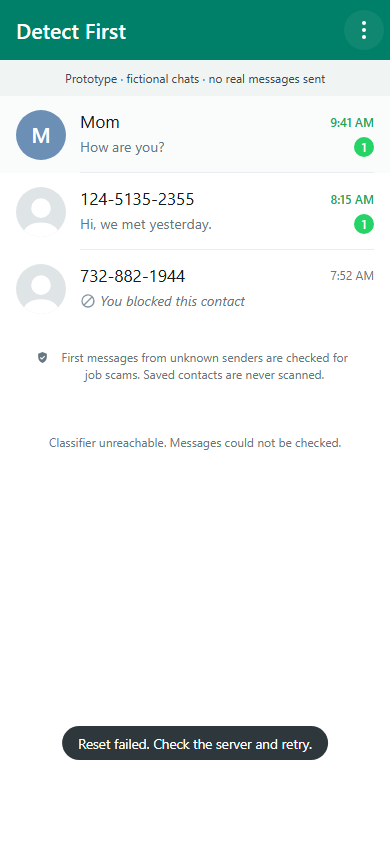 Detect First
Prototype · fictional chats · no real messages sent
M
Mom
9:41 AM
How are you?
1
124-5135-2355
8:15 AM
Hi, we met yesterday.
1
732-882-1944
7:52 AM
You blocked this contact
First messages from unknown senders are checked for
job scams. Saved contacts are never scanned.
Classifier unreachable. Messages could not be checked.
Reset failed. Check the server and retry.